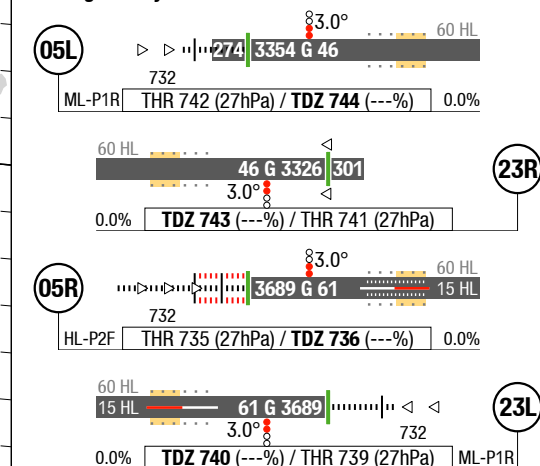 3.0° 60 HL
05L 274 3354 G 46
732
ML-P1R THR 742 (27hPa) / TDZ 744 (---%) 0.0%
60 HL
46 G 3326 301 23R
3.0°
0.0% TDZ 743 (---%) / THR 741 (27hPa)
3.0° 60 HL
05R 3689 G 61 15 HL
732
HL-P2F THR 735 (27hPa) / TDZ 736 (---%) 0.0%
60 HL
15 HL 61 G 3689 23L
3.0° 732
0.0% TDZ 740 (---%) / THR 739 (27hPa) ML-P1R